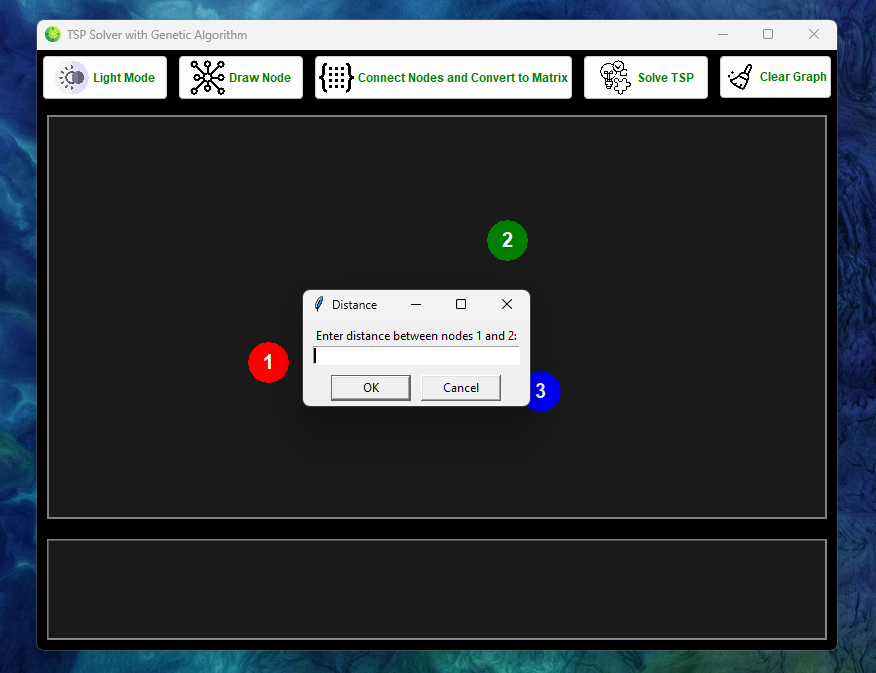 TSP Solver with Genetic Algorithm
Light Mode
Draw Node
Connect Nodes and Convert to Matrix
Solve TSP
Clear Graph
2
Distance
Enter distance between nodes 1 and 2:
1
OK
Cancel
3